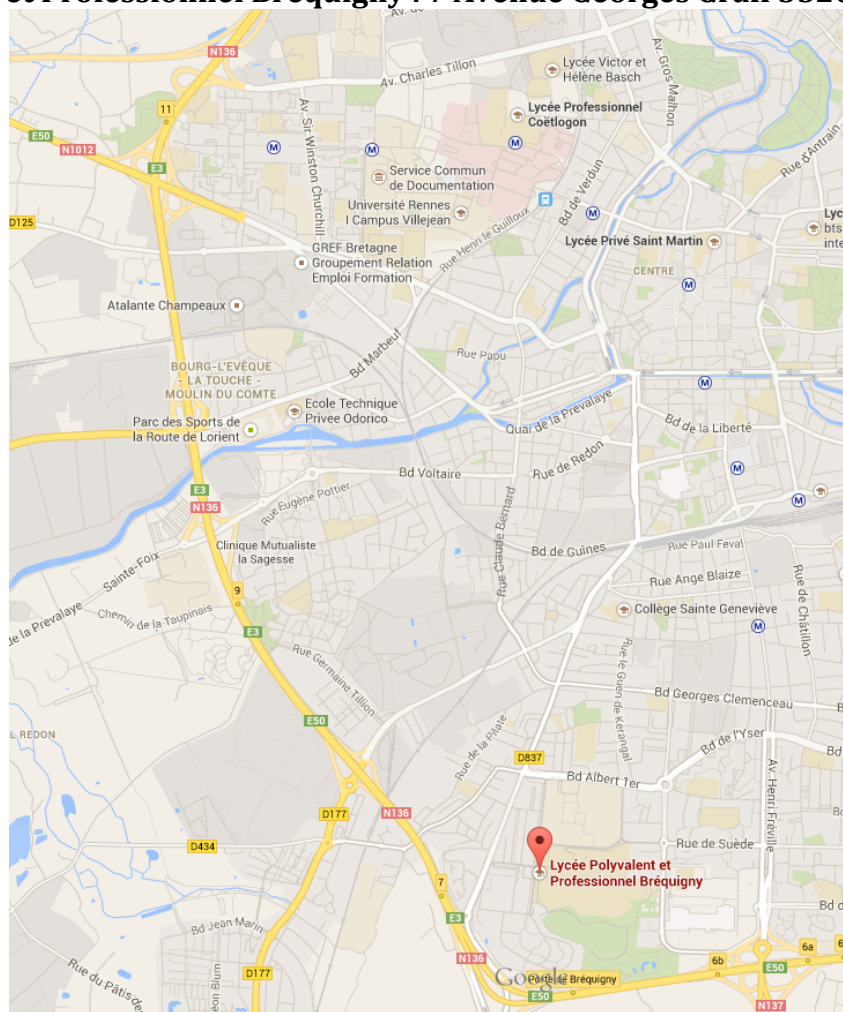 et Professionnel Bréquigny
Avenue Georges Graff
N136
Av. Charles Tillon
Lycée Victor et
Hélène Basch
Av. Gros Malhon
11
Lycée Professionnel
Coëtlogon
E50
N1012
E3
Av. Sir Winston Churchill
M
M
M
Service Commun
de Documentation
Rue d'Antrain
Bd de Verdun
D125
Université Rennes
I Campus Villejean
M
Rue Henri le Guilloux
Lycée Privé Saint Martin
Lyc
bts
inte
GREF Bretagne
Groupement Relation
Emploi Formation
CENTRE
M
Atalante Champeaux
Bd Marbeuf
Rue Papu
BOURG-L'EVÊQUE
- LA TOUCHE -
MOULIN DU COMTE
M
Ecole Technique
Privee Odorico
Parc des Sports de
la Route de Lorient
Quai de la Prevalaye
Bd de la Liberté
Rue de Redon
Bd Voltaire
M
E3
N136
Rue Eugène Pottier
M
Rue Claude Bernard
Clinique Mutualiste
la Sagesse
Bd de Guines
Rue Paul Feval
Sainte-Foix
de la Prevalaye
Rue Ange Blaize
9
Chemin de la Taupinais
Collège Sainte Geneviève
Rue de Châtillon
M
E3
Rue Germaine Tillion
Rue le Guen de Kerangal
Bd Georges Clemenceau
E50
L REDON
Rue de la Pilate
Bd de l'Yser
Bd
D837
Bd Albert 1er
Av. Henri Fréville
D177
N136
D434
Rue de Suède
Lycée Polyvalent et
Professionnel Bréquigny
7
Bd d
E3
Bd Jean Marin
N136
6a
6
6b
E50
Rue du Pâtis des
éon Blum
D177
Google
Porte de Bréquigny
E50
N137